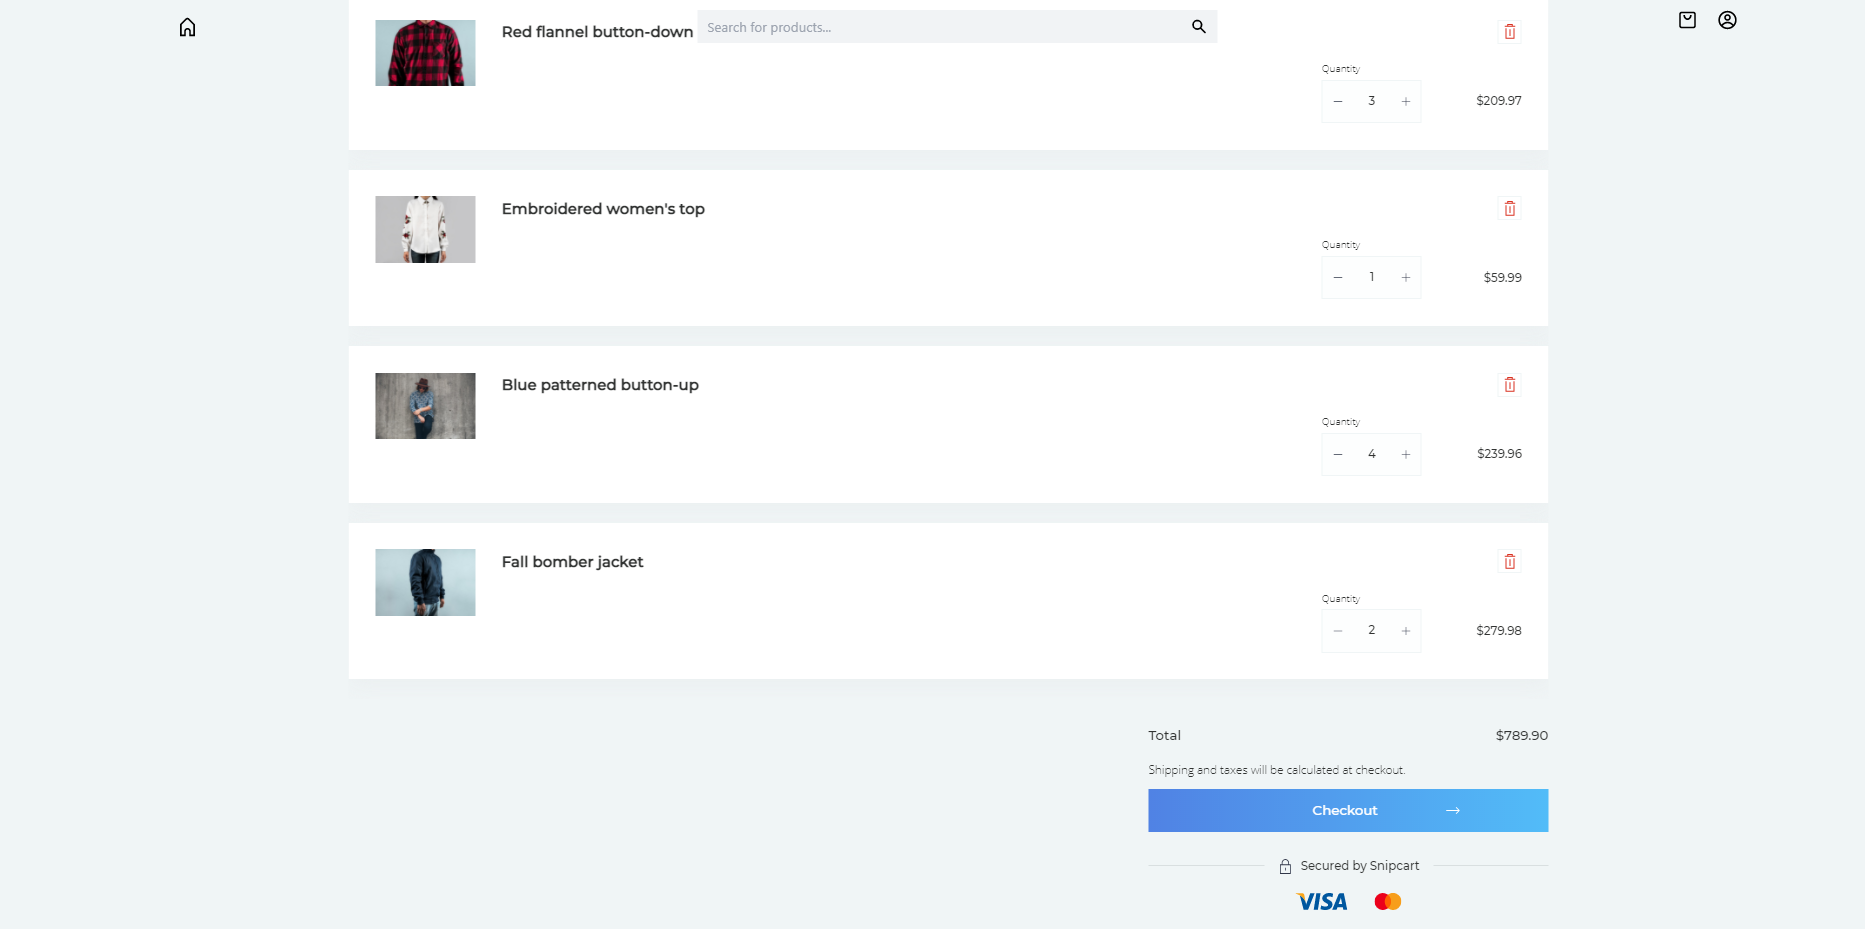 Red flannel button-down
Search for products...
Quantity
3
$209.97
Embroidered women's top
Quantity
1
$59.99
Blue patterned button-up
Quantity
4
$239.96
Fall bomber jacket
Quantity
2
$279.98
Total $789.90
Shipping and taxes will be calculated at checkout.
Checkout
Secured by Snipcart
VISA